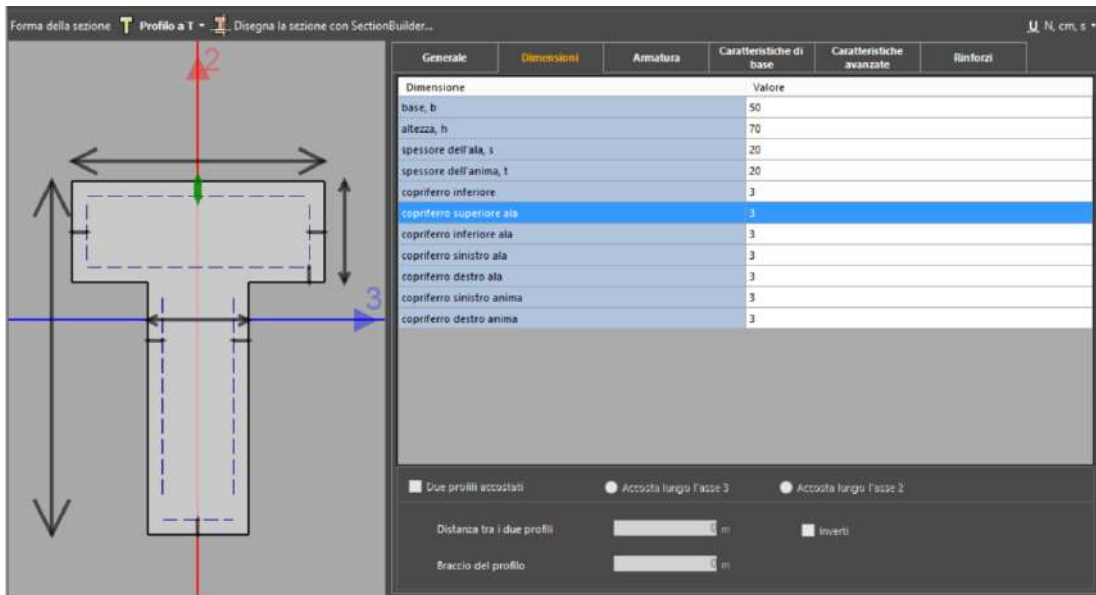 Forma della sezione Profilo a T Disegna la sezione con SectionBuilder... U N, cm, s
Generale Dimensioni Armatura Caratteristiche di base Caratteristiche avanzate Rinforzi
2
3
Dimensione Valore
base, b 50
altezza, h 70
spessore dell'ala, s 20
spessore dell'anima, t 20
copriferro inferiore 3
copriferro superiore ala 3
copriferro inferiore ala 3
copriferro sinistro ala 3
copriferro destro ala 3
copriferro sinistro anima 3
copriferro destro anima 3
Due profili accostati Accosta lungo l'asse 3 Accosta lungo l'asse 2
Distanza tra i due profili 0 m Inverti
Braccio del profilo 0 m